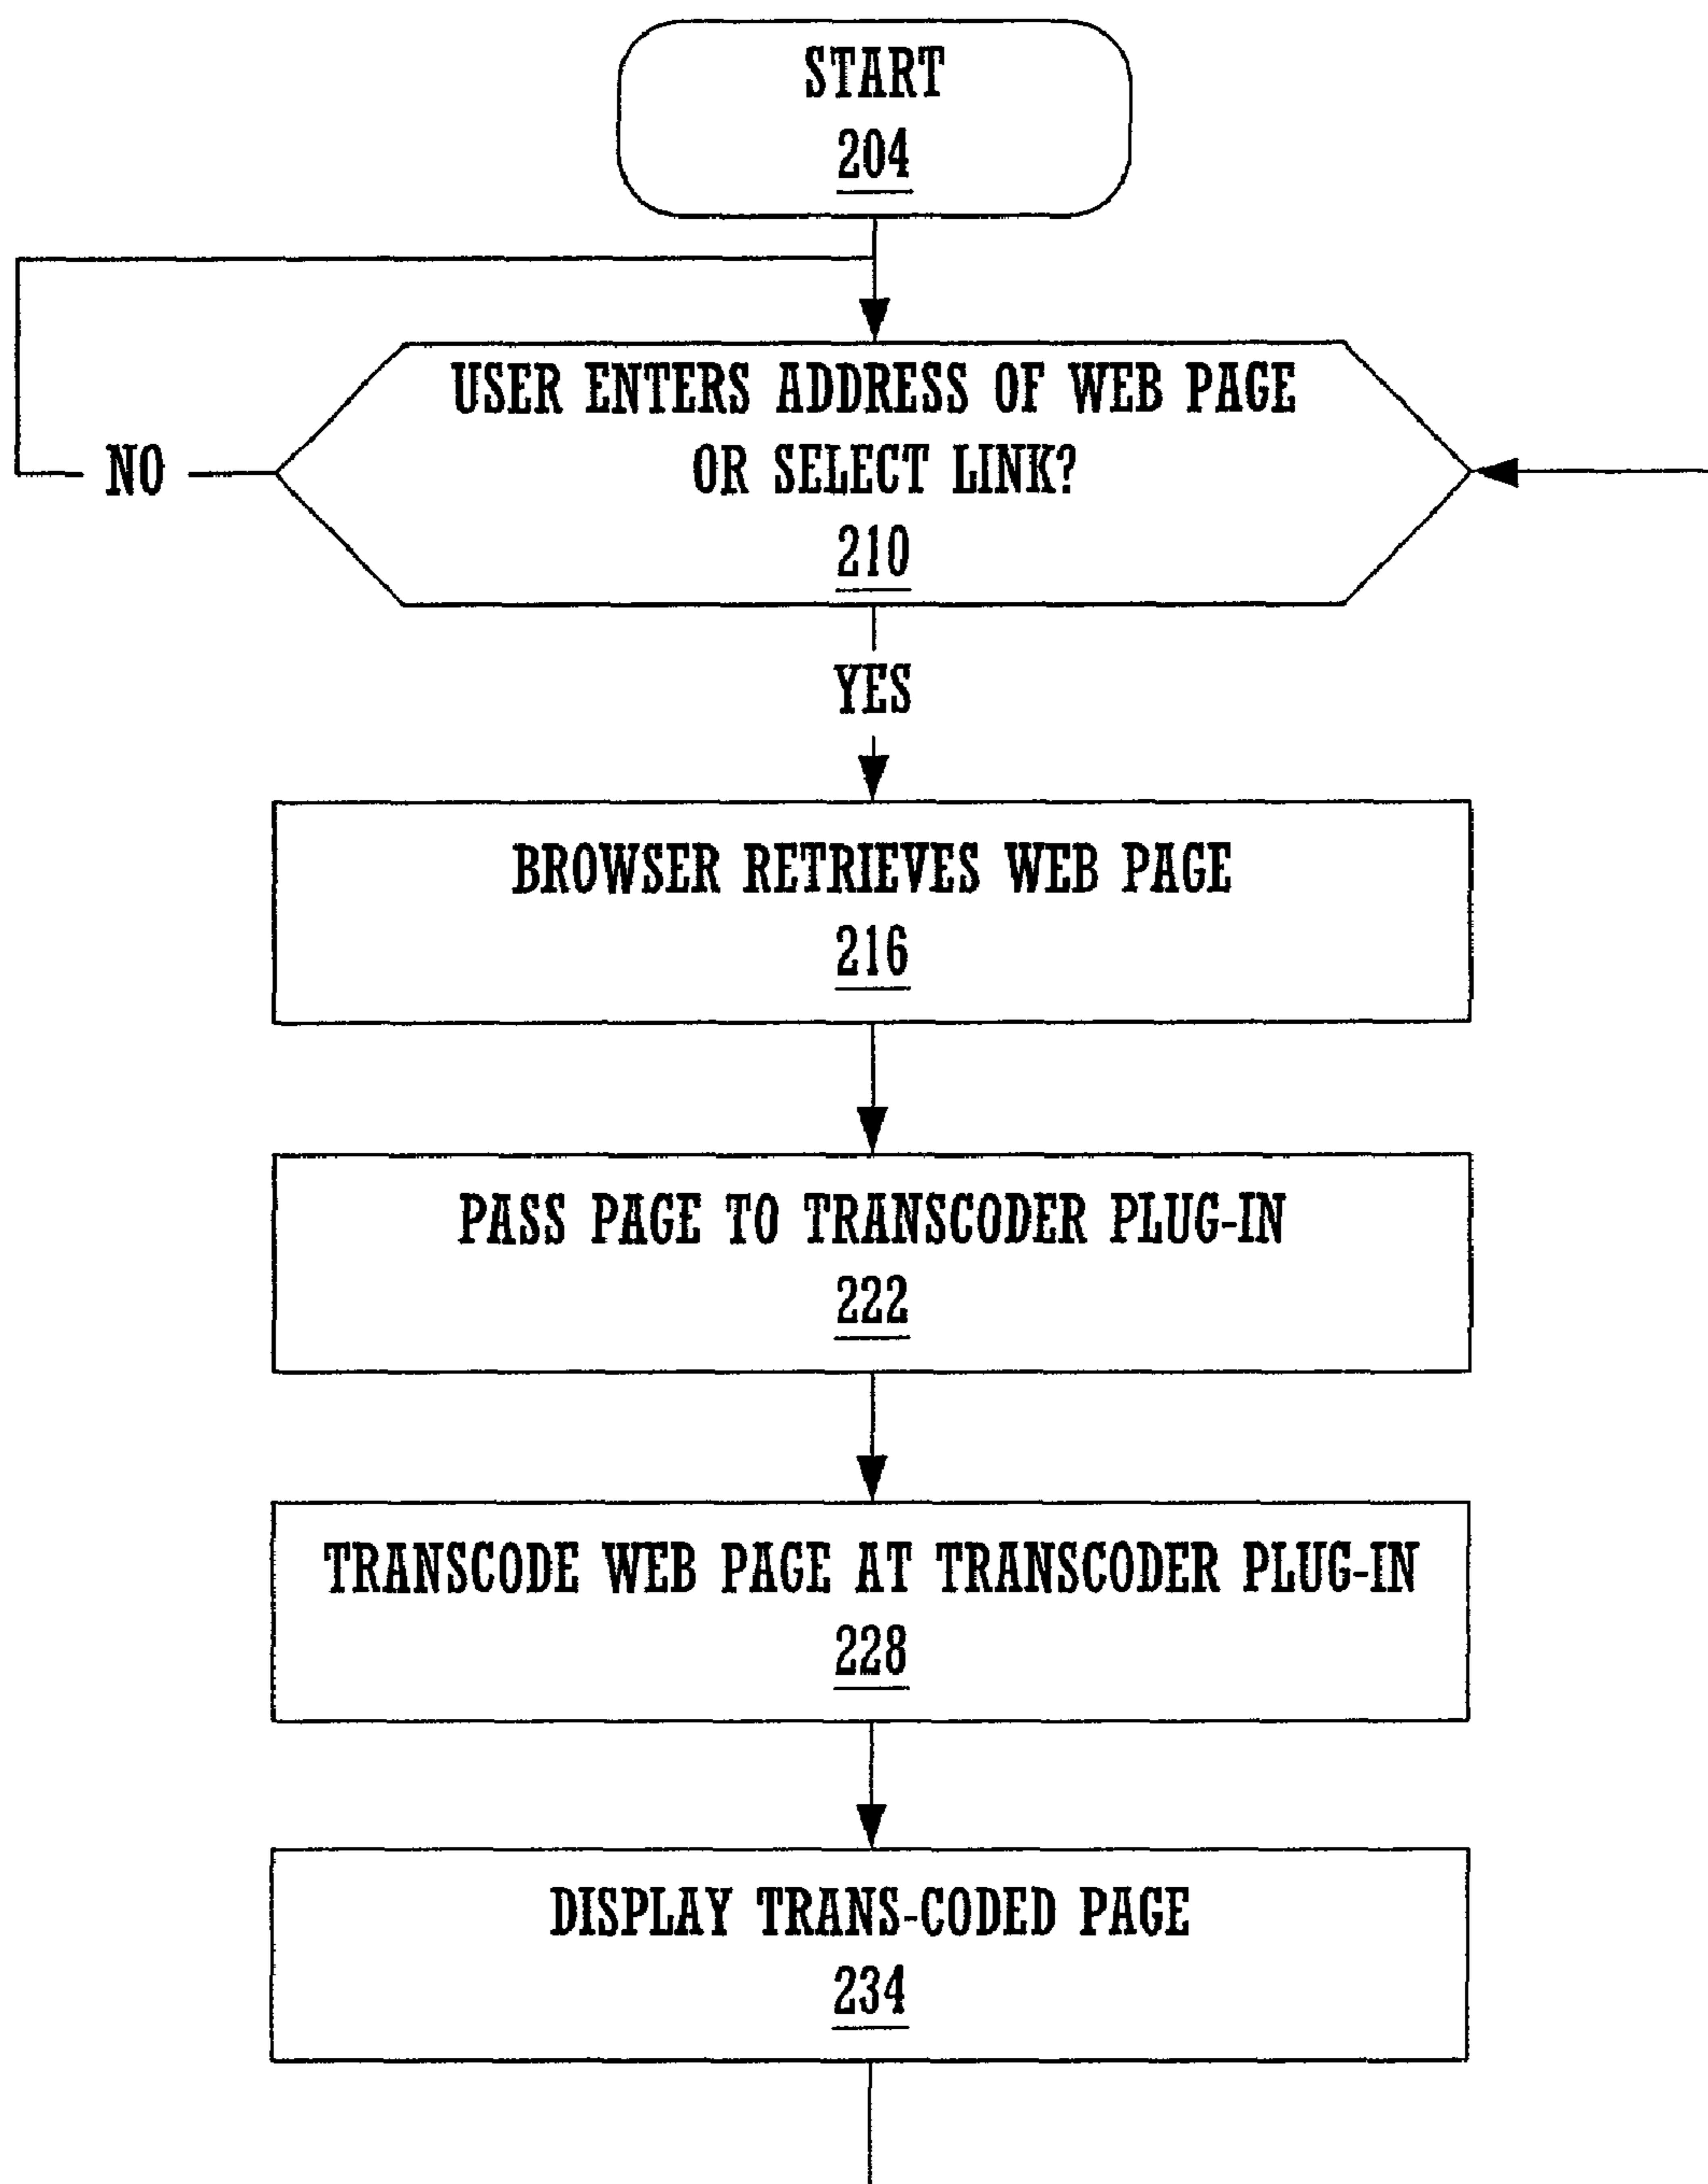 START
204
USER ENTERS ADDRESS OF WEB PAGE
OR SELECT LINK?
210
NO
YES
BROWSER RETRIEVES WEB PAGE
216
PASS PAGE TO TRANSCODER PLUG-IN
222
TRANSCODE WEB PAGE AT TRANSCODER PLUG-IN
228
DISPLAY TRANS-CODED PAGE
234